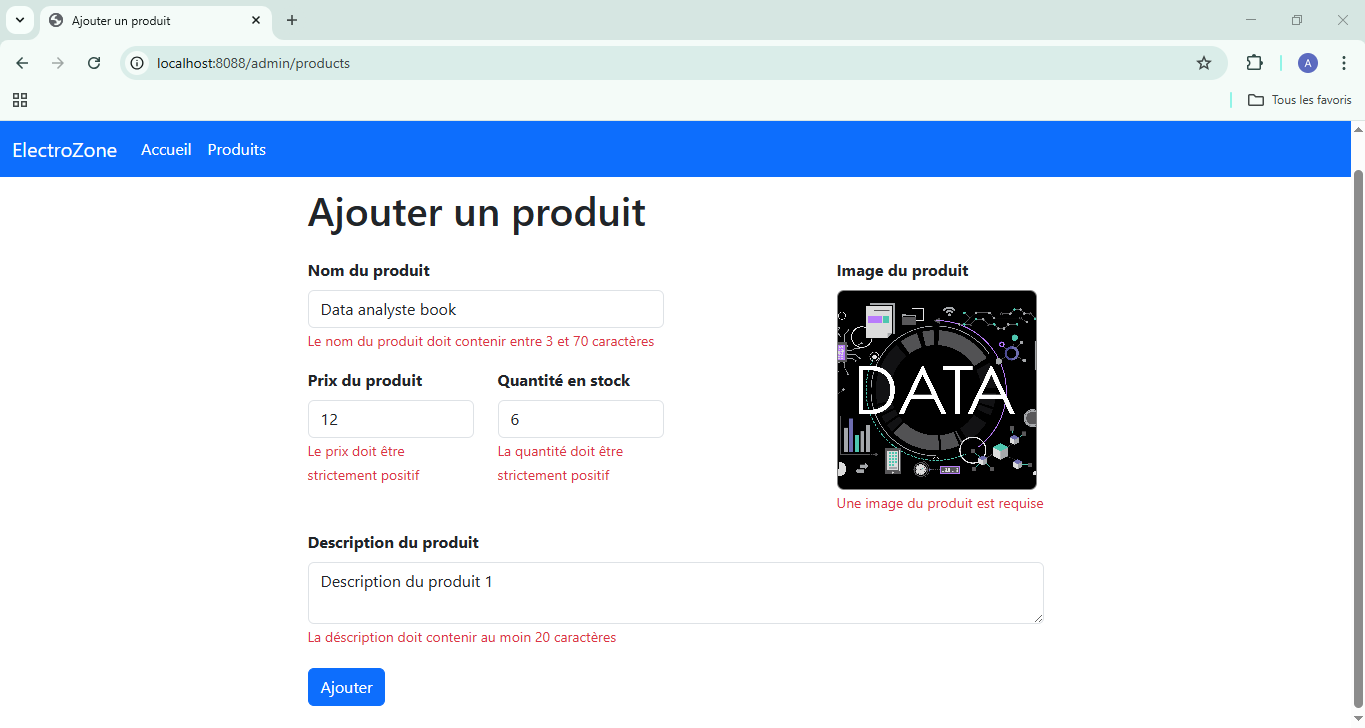 Ajouter un produit
localhost:8088/admin/products
A
Tous les favoris
ElectroZone Accueil Produits
Ajouter un produit
Nom du produit
Data analyste book
Le nom du produit doit contenir entre 3 et 70 caractères
Prix du produit Quantité en stock
12 6
Le prix doit être La quantité doit être
strictement positif strictement positif
Image du produit
DATA
Une image du produit est requise
Description du produit
Description du produit 1
La déscription doit contenir au moin 20 caractères
Ajouter